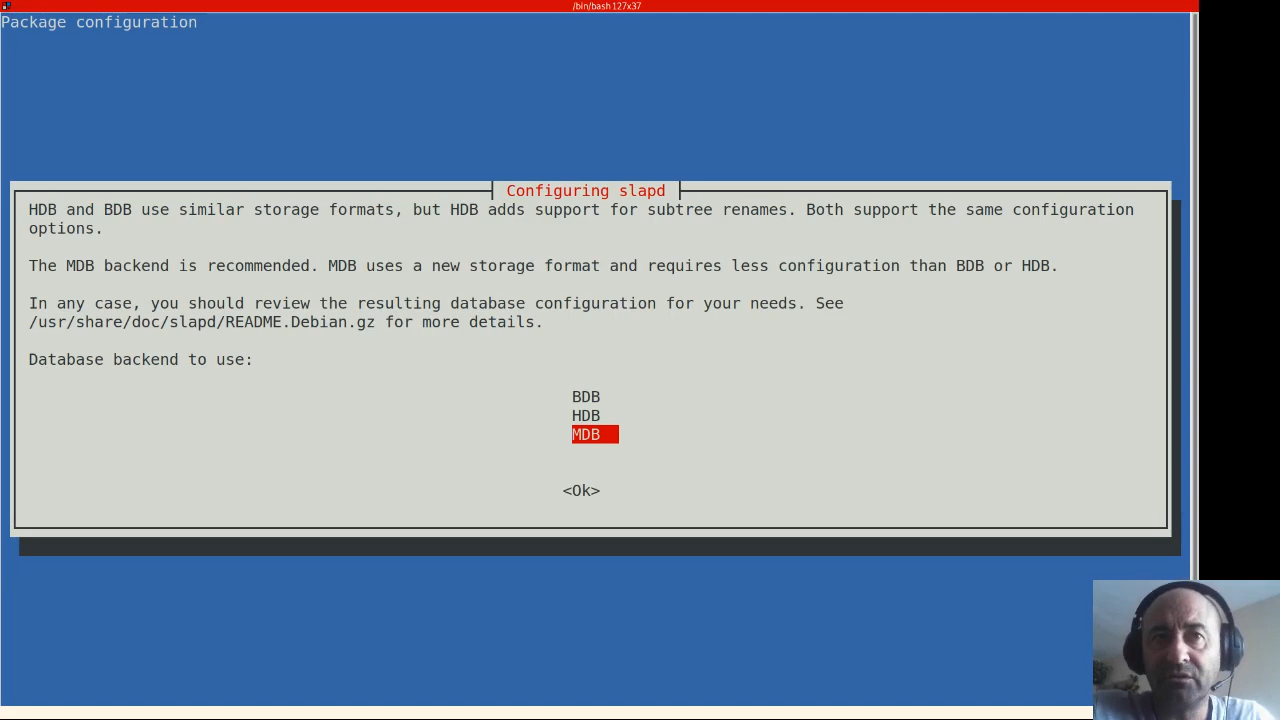 /bin/bash 127x37
Package configuration
Configuring slapd
HDB and BDB use similar storage formats, but HDB adds support for subtree renames. Both support the same configuration
options.
The MDB backend is recommended. MDB uses a new storage format and requires less configuration than BDB or HDB.
In any case, you should review the resulting database configuration for your needs. See
/usr/share/doc/slapd/README.Debian.gz for more details.
Database backend to use:
BDB
HDB
MDB
<Ok>